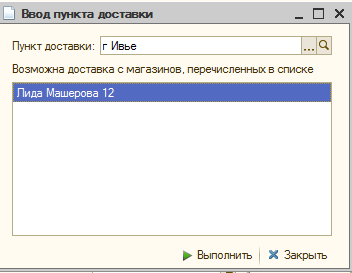 Ввод пункта доставки
Пункт доставки: г Ивье ...
Возможна доставка с магазинов, перечисленных в списке
Лида Машерова 12
Выполнить Закрыть